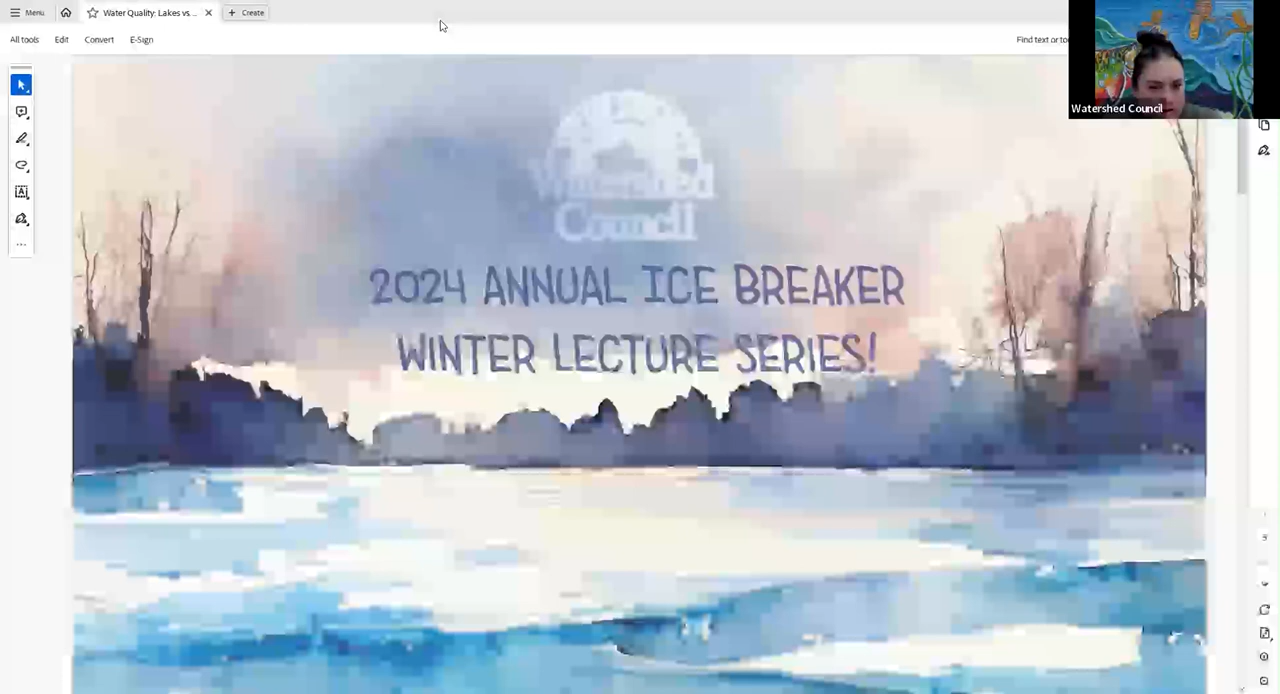 Menu
Water Quality: Lakes vs...
+ Create
All tools
Edit
Convert
E-Sign
Find text or too
Watershed Council
Watershed
Council
2024 ANNUAL ICE BREAKER
WINTER LECTURE SERIES!